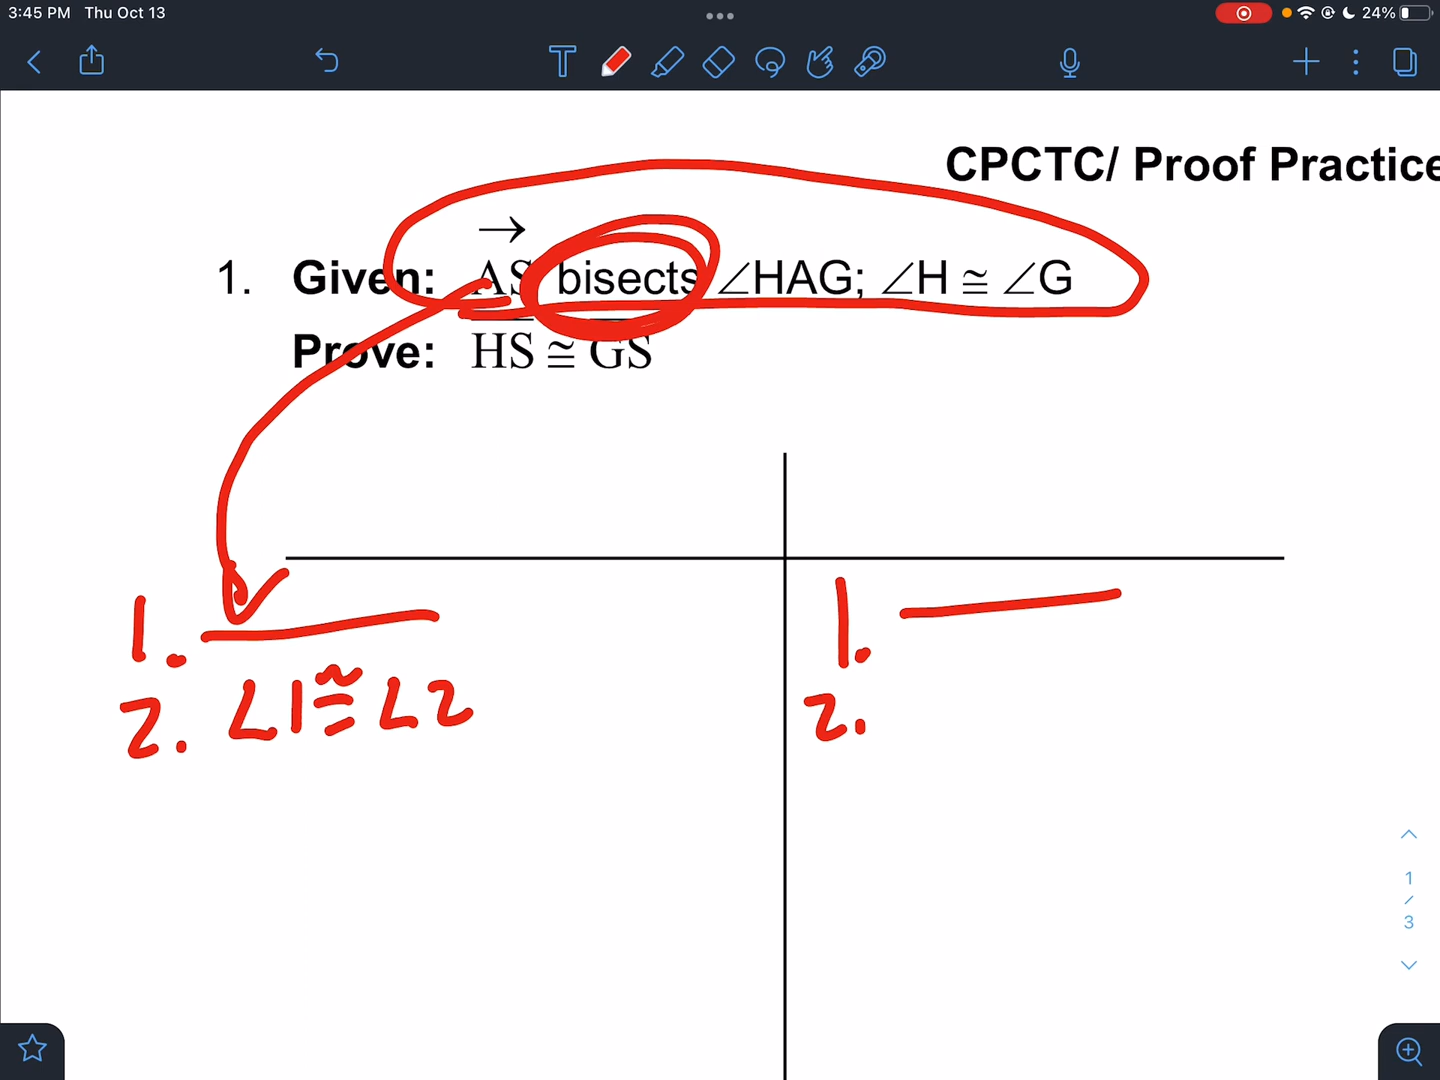 3:45 PM Thu Oct 13
24%
T
CPCTC/ Proof Practice
→
1. Given: AS bisects ∠HAG; ∠H ≅ ∠G
Prove: HS ≅ GS
1.
1.
2. ∠1 ≅ ∠2
2.
1
/
3